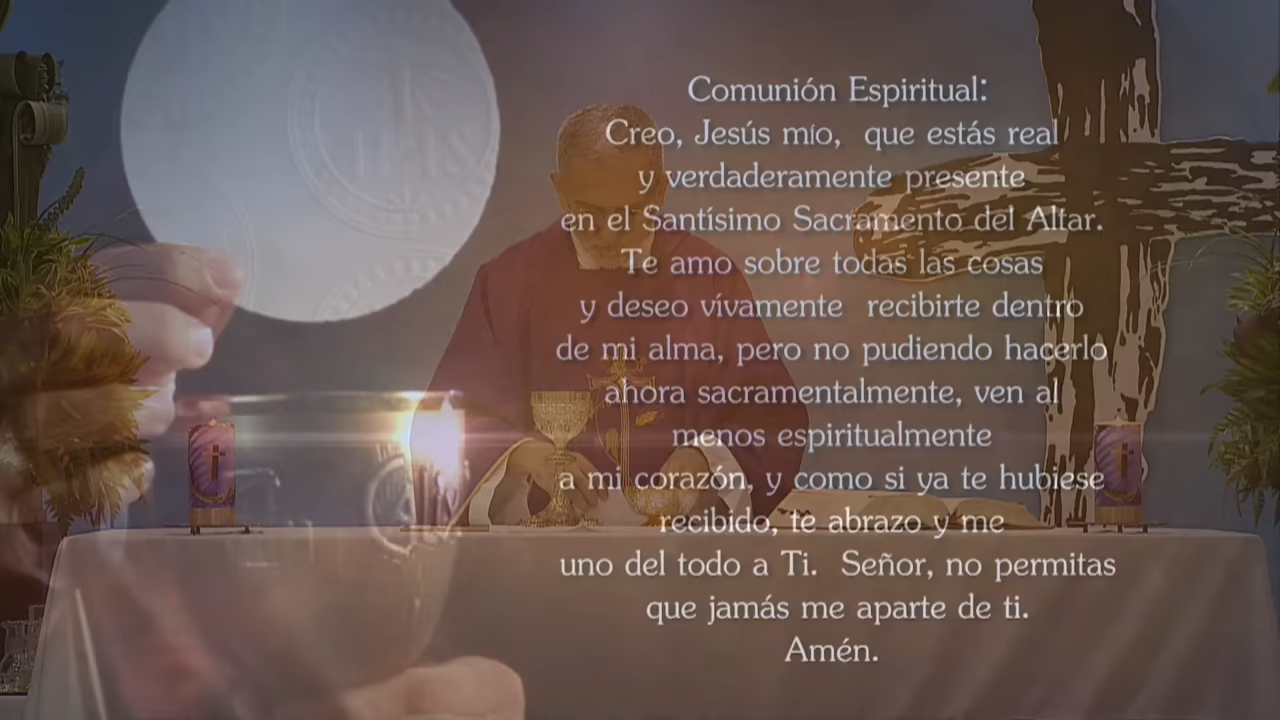 Comunión Espiritual:
Creo, Jesús mío, que estás real
y verdaderamente presente
en el Santísimo Sacramento del Altar.
Te amo sobre todas las cosas
y deseo vívamente recibirte dentro
de mi alma, pero no pudiendo hacerlo
ahora sacramentalmente, ven al
menos espiritualmente
a mi corazón, y como si ya te hubiese
recibido, te abrazo y me
uno del todo a Ti. Señor, no permitas
que jamás me aparte de ti.
Amén.